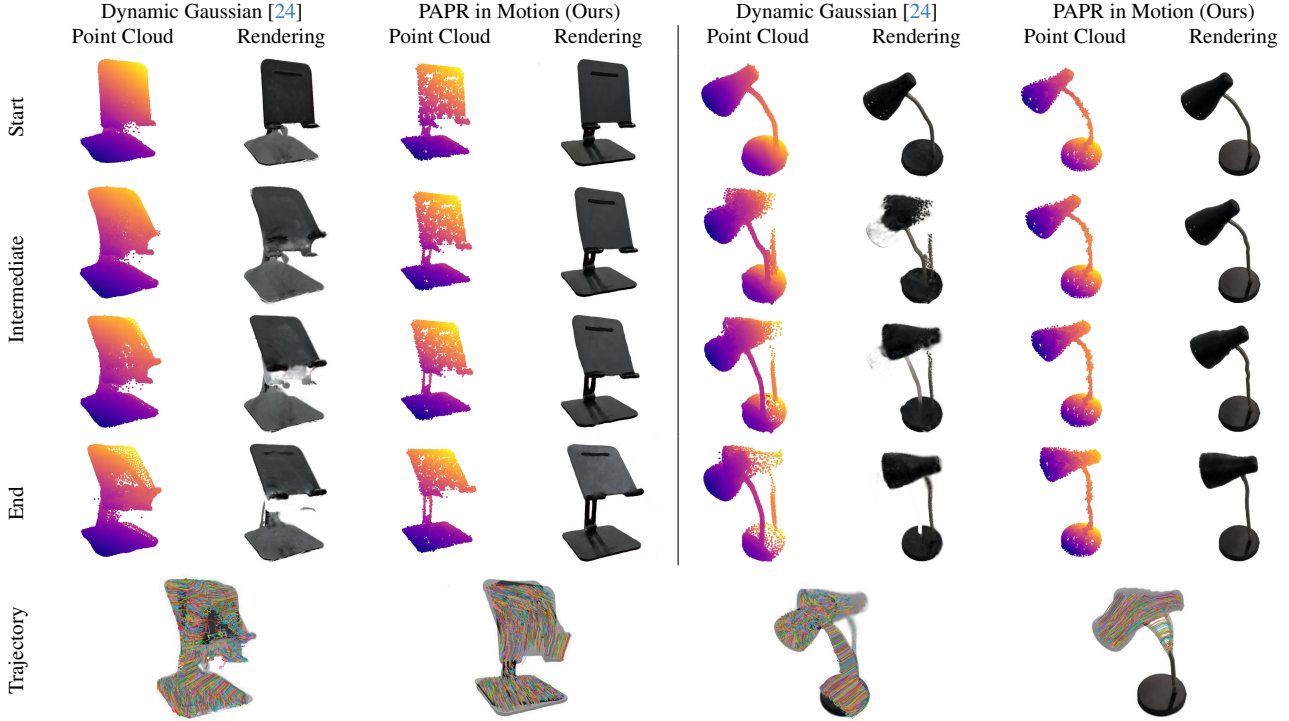 Dynamic Gaussian [24] PAPR in Motion (Ours) Dynamic Gaussian [24] PAPR in Motion (Ours)
Point Cloud Rendering Point Cloud Rendering Point Cloud Rendering Point Cloud Rendering
Start
Intermediate
End
Trajectory